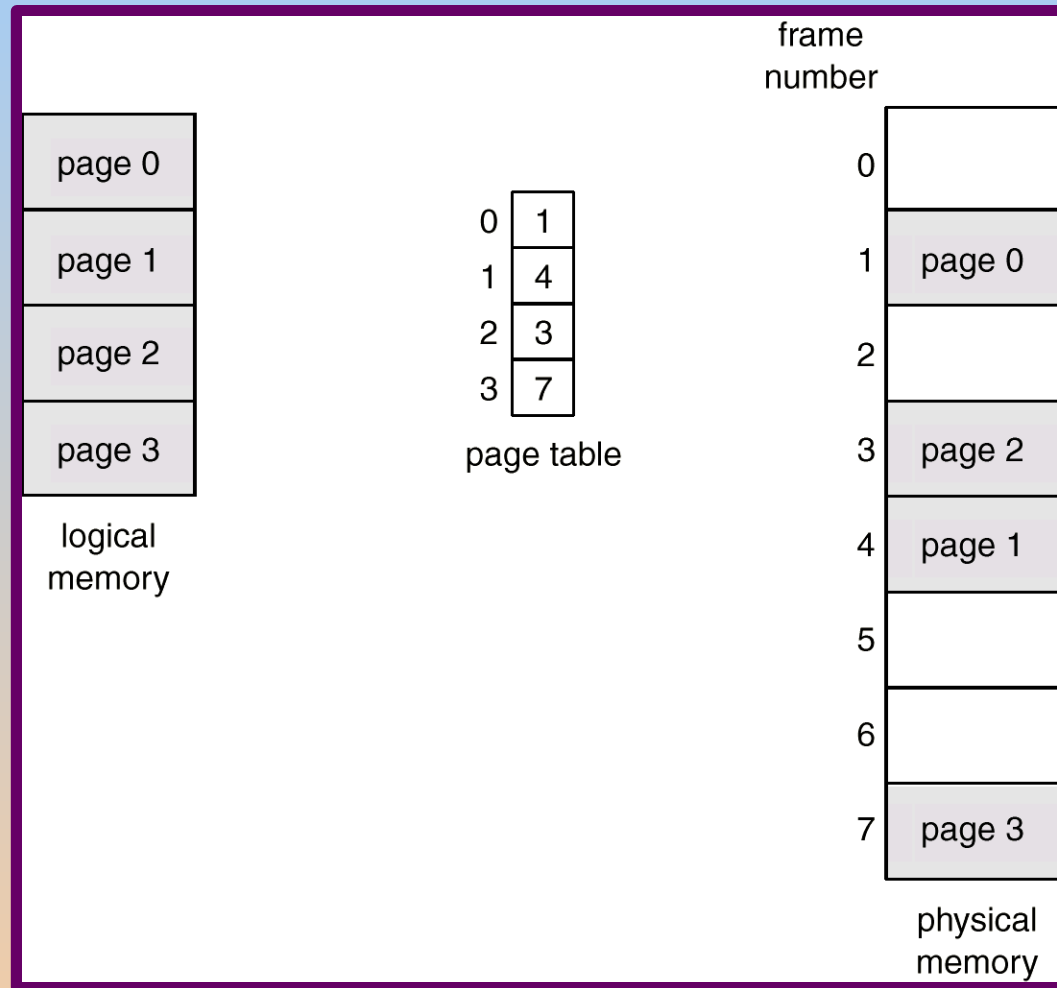 page 0
page 1
page 2
page 3
logical
memory
0 1
1 4
2 3
3 7
page table
frame
number
0
1 page 0
2
3 page 2
4 page 1
5
6
7 page 3
physical
memory